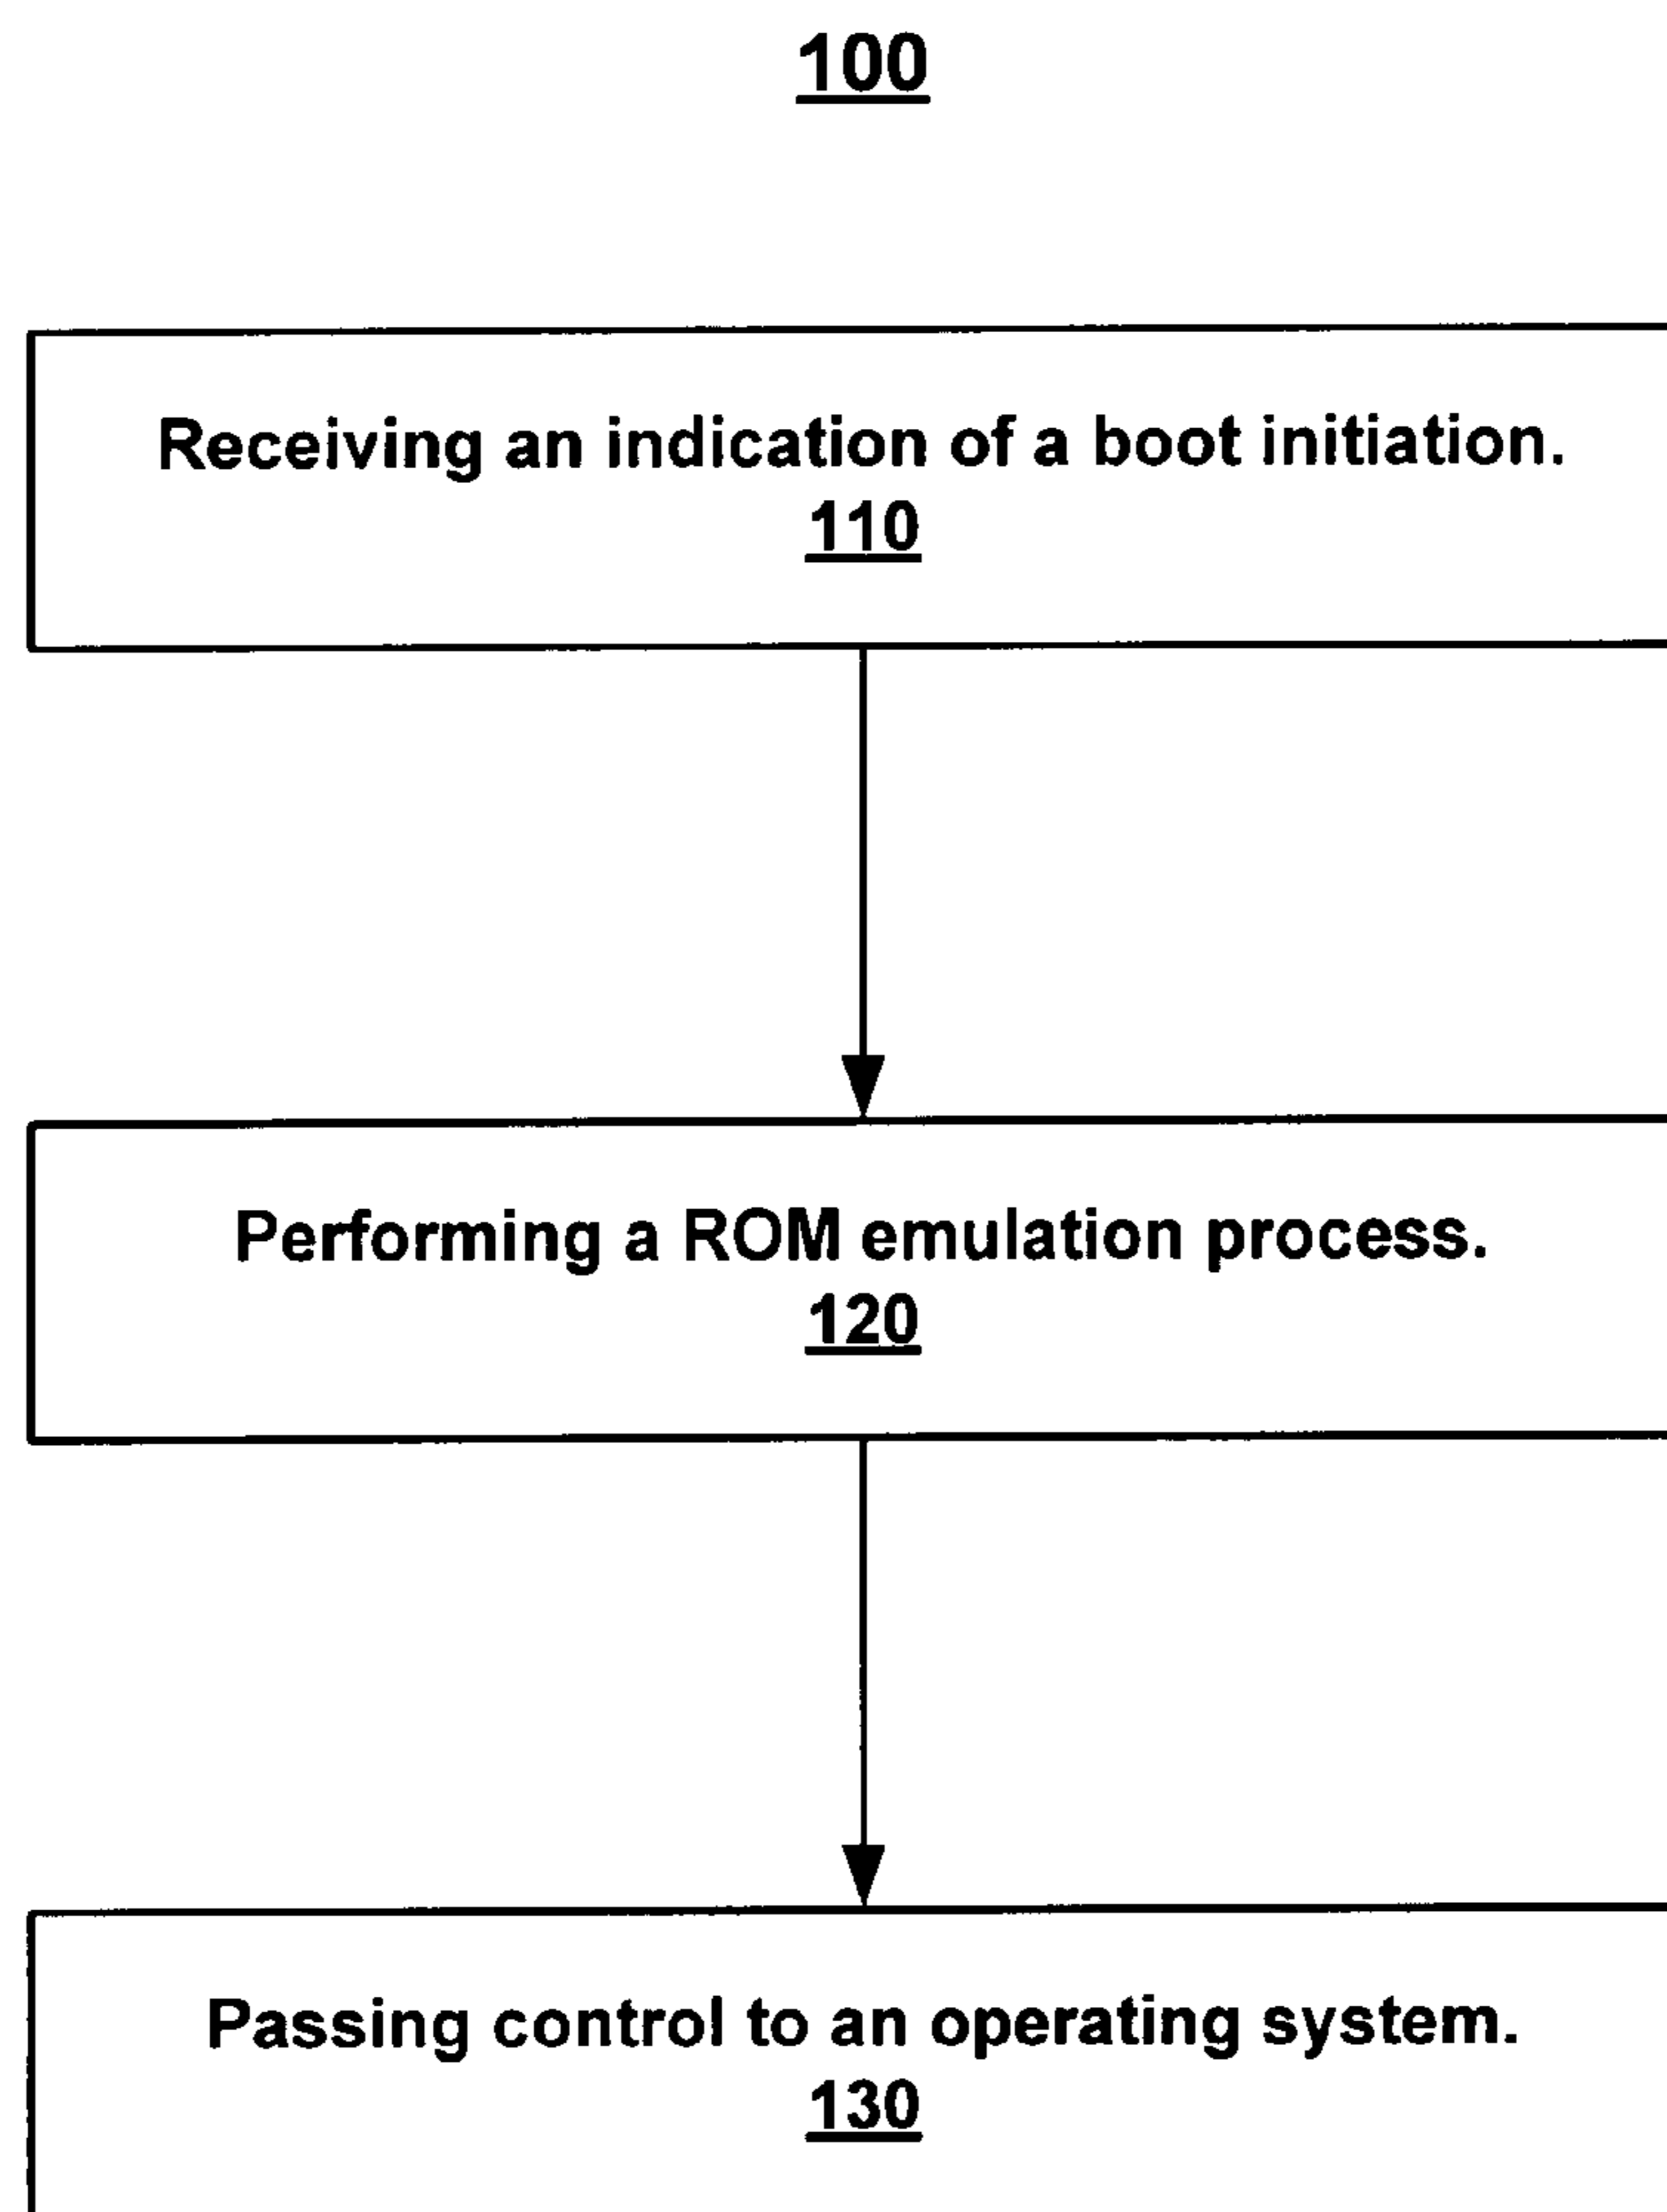 100
Receiving an indication of a boot initiation.
110
Performing a ROM emulation process.
120
Passing control to an operating system.
130